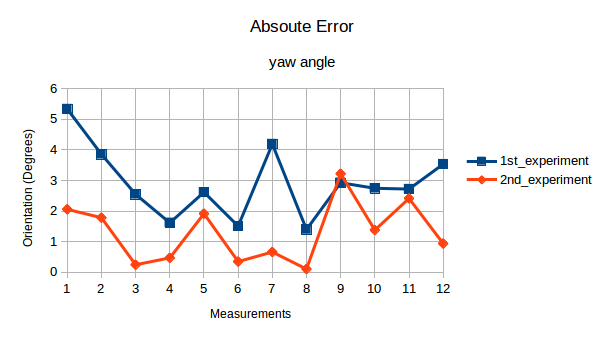 Absoute Error
yaw angle
6
5
4
3
2
1
0
Orientation (Degrees)
1 2 3 4 5 6 7 8 9 10 11 12
Measurements
1st_experiment
2nd_experiment